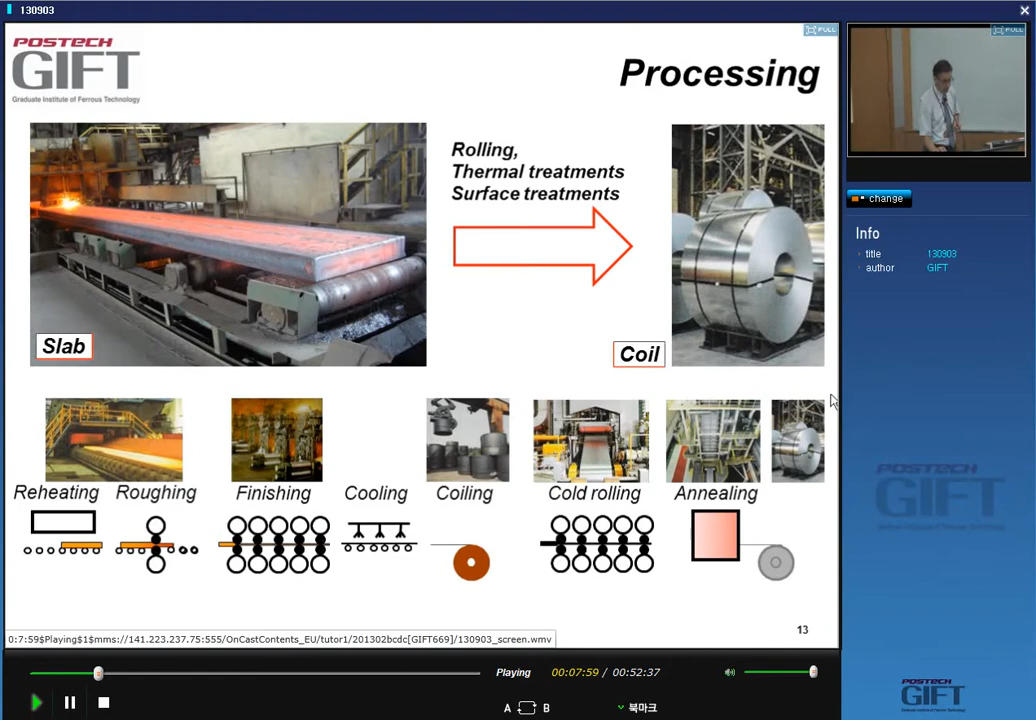 130903
POSTECH
GIFT
Graduate Institute of Ferrous Technology
Processing
FULL
Rolling,
Thermal treatments
Surface treatments
Slab
Coil
Reheating Roughing Finishing Cooling Coiling Cold rolling Annealing
13
0:7:59$Playing$1$mms://141.223.237.75:555/OnCastContents_EU/tutor1/201302bcdc[GIFT669]/130903_screen.wmv
Playing 00:07:59 / 00:52:37
A B 북마크
FULL
change
Info
title 130903
author GIFT
POSTECH
GIFT
POSTECH
GIFT